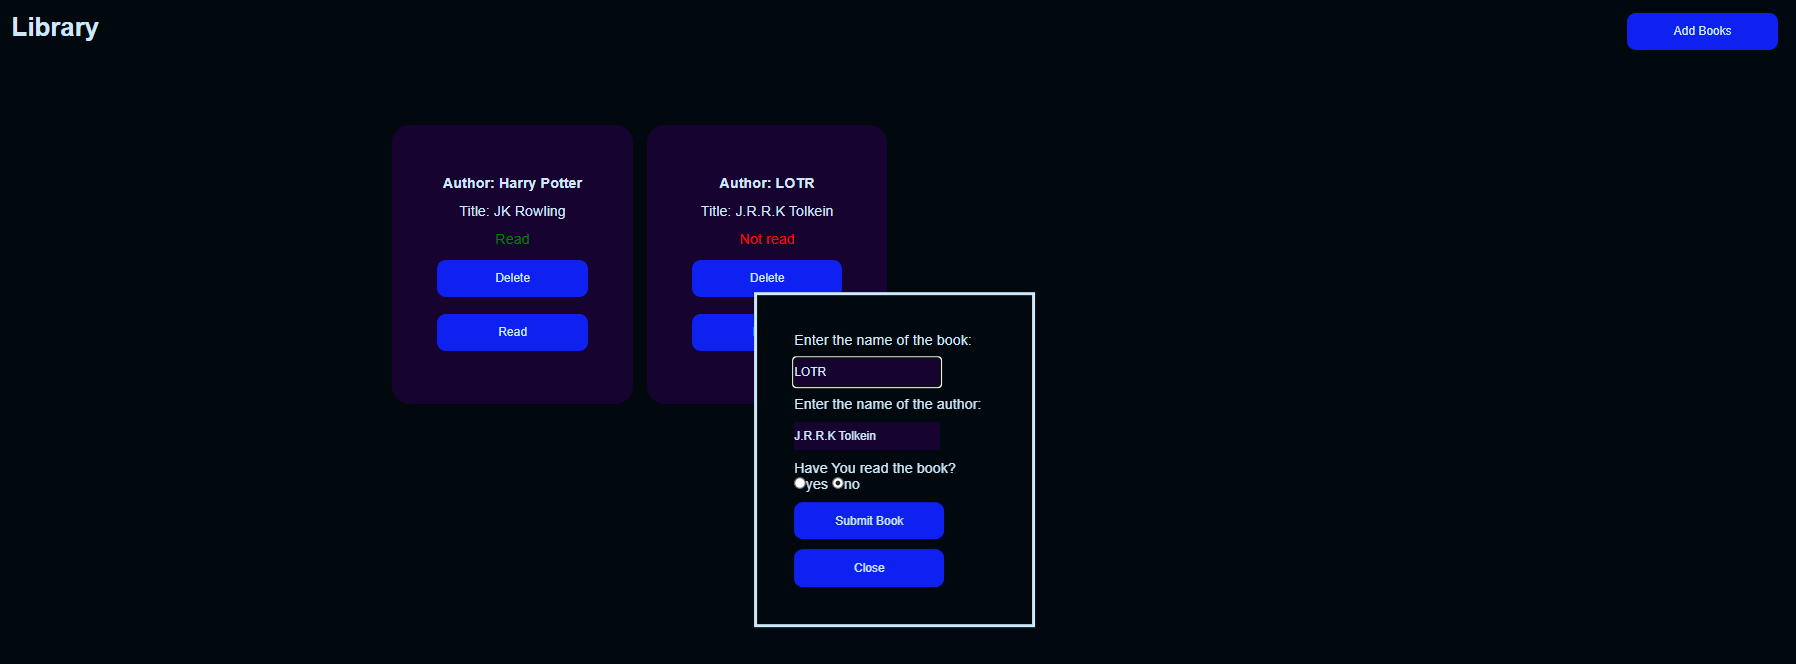 Library
Add Books
Author: Harry Potter
Title: JK Rowling
Read
Delete
Read
Author: LOTR
Title: J.R.R.K Tolkein
Not read
Delete
Enter the name of the book:
LOTR
Enter the name of the author:
J.R.R.K Tolkein
Have You read the book?
yes no
Submit Book
Close